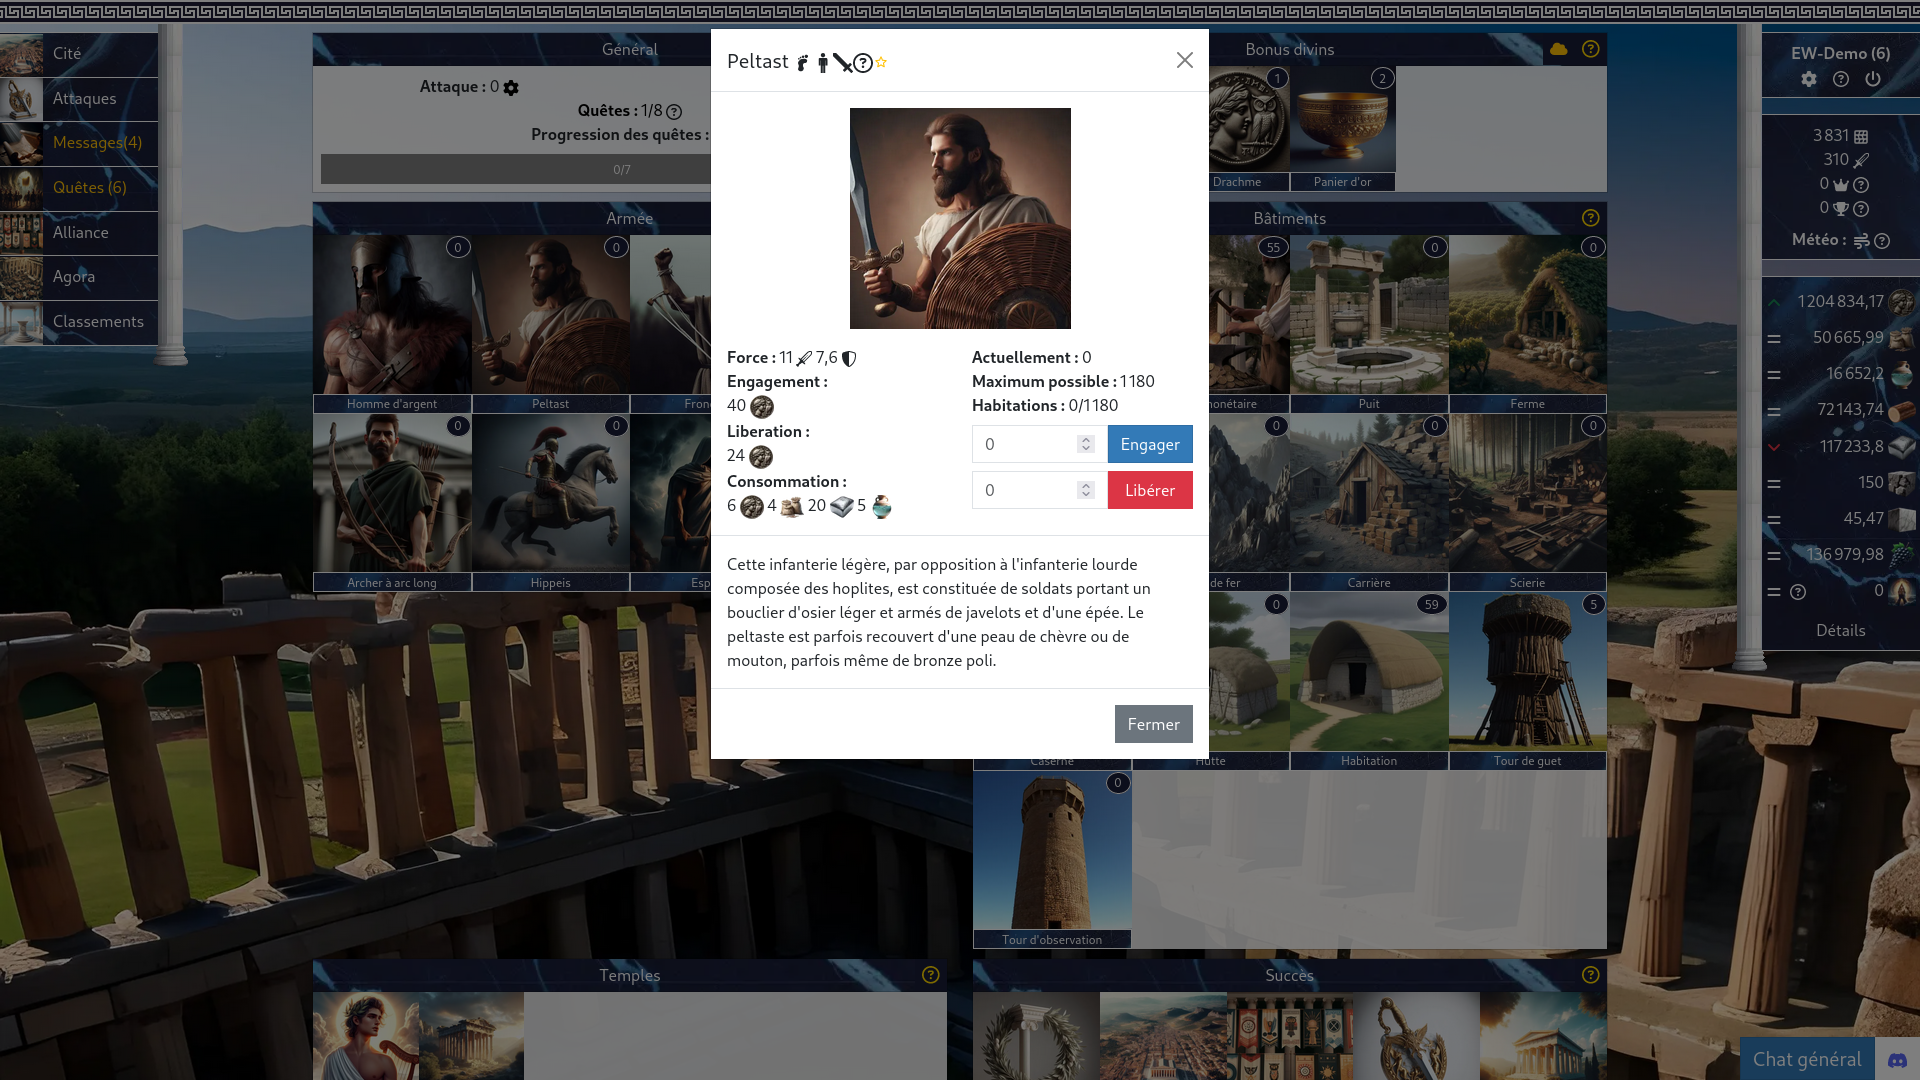 Cité
Attaques
Messages(4)
Quêtes (6)
Alliance
Agora
Classements
Général
Attaque : 0
Quêtes : 1/8
Progression des quêtes :
0/7
Armée
0
0
Homme d'argent
Peltast
Fron
0
0
Archer à arc long
Hippeis
Esp
Peltast
Force : 11 7,6
Engagement :
40
Liberation :
24
Consommation :
6 4 20 5
Actuellement : 0
Maximum possible : 1 180
Habitations : 0/1 180
0
Engager
0
Libérer
Cette infanterie légère, par opposition à l'infanterie lourde
composée des hoplites, est constituée de soldats portant un
bouclier d'osier léger et armés de javelots et d'une épée. Le
peltaste est parfois recouvert d'une peau de chèvre ou de
mouton, parfois même de bronze poli.
Fermer
Bonus divins
1
2
Drachme
Panier d'or
Bâtiments
55
0
0
onétaire
Puit
Ferme
0
0
0
de fer
Carrière
Scierie
0
59
5
Caserne
Hutte
Habitation
Tour de guet
0
Tour d'observation
Temples
Succès
EW-Demo (6)
3 831
310
0
0
Météo :
1 204 834,17
50 665,99
16 652,2
72 143,74
117 233,8
150
45,47
136 979,98
0
Détails
Chat général